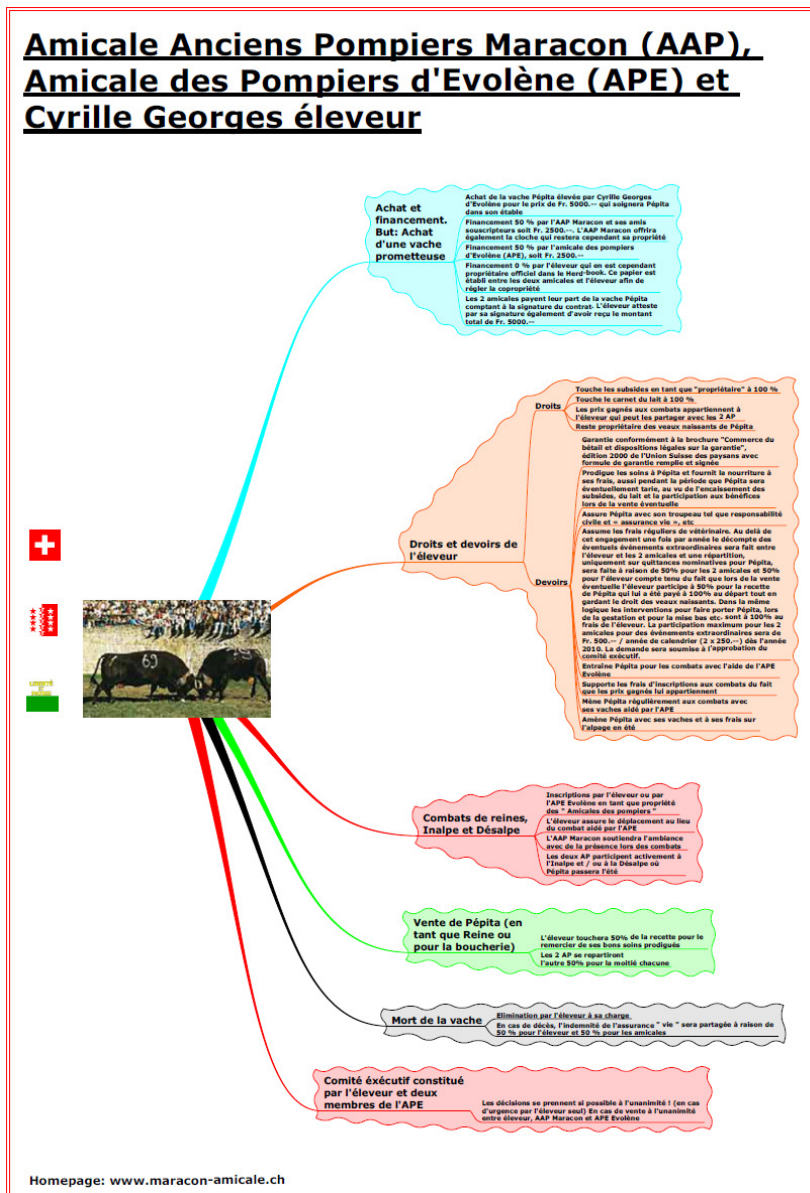 Amicale Anciens Pompiers Maracon (AAP),
Amicale des Pompiers d'Evolène (APE) et
Cyrille Georges éleveur
Achat et
financement.
But: Achat
d'une vache
prometteuse
Achat de la vache Pépita élevée par Cyrille Georges
d'Evolène pour le prix de Fr. 5000.-- qui soignera Pépita
dans son étable
Financement 50 % par l'AAP Maracon et ses amis
souscripteurs soit Fr. 2500.--. L'AAP Maracon offrira
également la cloche qui restera cependant sa propriété
Financement 50 % par l'amicale des pompiers
d'Evolène (APE), soit Fr. 2500.--
Financement 0 % par l'éleveur qui en est cependant
propriétaire officiel dans le Herd-book. Ce papier est
établi entre les deux amicales et l'éleveur afin de
régler la copropriété
Les 2 amicales payent leur part de la vache Pépita
comptant à la signature du contrat. L'éleveur atteste
par sa signature également d'avoir reçu le montant
total de Fr. 5000.--
Droits et devoirs de
l'éleveur
Droits
Touche les subsides en tant que "propriétaire" à 100 %
Touche le carnet du lait à 100 %
Les prix gagnés aux combats appartiennent à
l'éleveur qui peut les partager avec les 2 AP
Reste propriétaire des veaux naissants de Pépita
Devoirs
Garantie conformément à la brochure "Commerce du
bétail et dispositions légales sur la garantie",
édition 2000 de l'Union Suisse des paysans avec
formule de garantie remplie et signée
Prodigue les soins à Pépita et fournit la nourriture à
ses frais, aussi pendant la période que Pépita sera
éventuellement tarie, au vu de l'encaissement des
subsides, du lait et la participation aux bénéfices
lors de la vente éventuelle
Assure Pépita avec son troupeau tel que responsabilité
civile et « assurance vie », etc
Assume les frais réguliers de vétérinaire. Au delà de
cet engagement une fois par année le décompte des
éventuels événements extraordinaires sera fait entre
l'éleveur et les 2 amicales et une répartition,
uniquement sur quittances nominatives pour Pépita,
sera faite à raison de 50% pour les 2 amicales et 50%
pour l'éleveur compte tenu du fait que lors de la vente
éventuelle l'éleveur participe à 50% pour la recette
de Pépita qui lui a été payé à 100% au départ tout en
gardant le droit des veaux naissants. Dans la même
logique les interventions pour faire porter Pépita, lors
de la gestation et pour la mise bas etc. sont à 100% au
frais de l'éleveur. La participation maximum pour les 2
amicales pour des événements extraordinaires sera de
Fr. 500.-- / année de calendrier (2 x 250.--) dès l'année
2010. La demande sera soumise à l'approbation du
comité exécutif.
Entraîne Pépita pour les combats avec l'aide de l'APE
Evolène
Supporte les frais d'inscriptions aux combats du fait
que les prix gagnés lui appartiennent
Mène Pépita régulièrement aux combats avec
ses vaches aidé par l'APE
Amène Pépita avec ses vaches et à ses frais sur
l'alpage en été
69
Combats de reines,
Inalpe et Désalpe
Inscriptions par l'éleveur ou par
l'APE Evolène en tant que propriété
des " Amicales des pompiers "
L'éleveur assure le déplacement au lieu
du combat aidé par l'APE
L'AAP Maracon soutiendra l'ambiance
avec de la présence lors des combats
Les deux AP participent activement à
l'Inalpe et / ou à la Désalpe où
Pépita passera l'été
Vente de Pépita (en
tant que Reine ou
pour la boucherie)
L'éleveur touchera 50% de la recette pour le
remercier de ses bons soins prodigués
Les 2 AP se repartiront
l'autre 50% pour la moitié chacune
Mort de la vache
Elimination par l'éleveur à sa charge
En cas de décès, l'indemnité de l'assurance " vie " sera partagée à raison de
50 % pour l'éleveur et 50 % pour les amicales
Comité éxécutif constitué
par l'éleveur et deux
membres de l'APE
Les décisions se prennent si possible à l'unanimité ! (en cas
d'urgence par l'éleveur seul) En cas de vente à l'unanimité
entre éleveur, AAP Maracon et APE Evolène
Homepage: www.maracon-amicale.ch